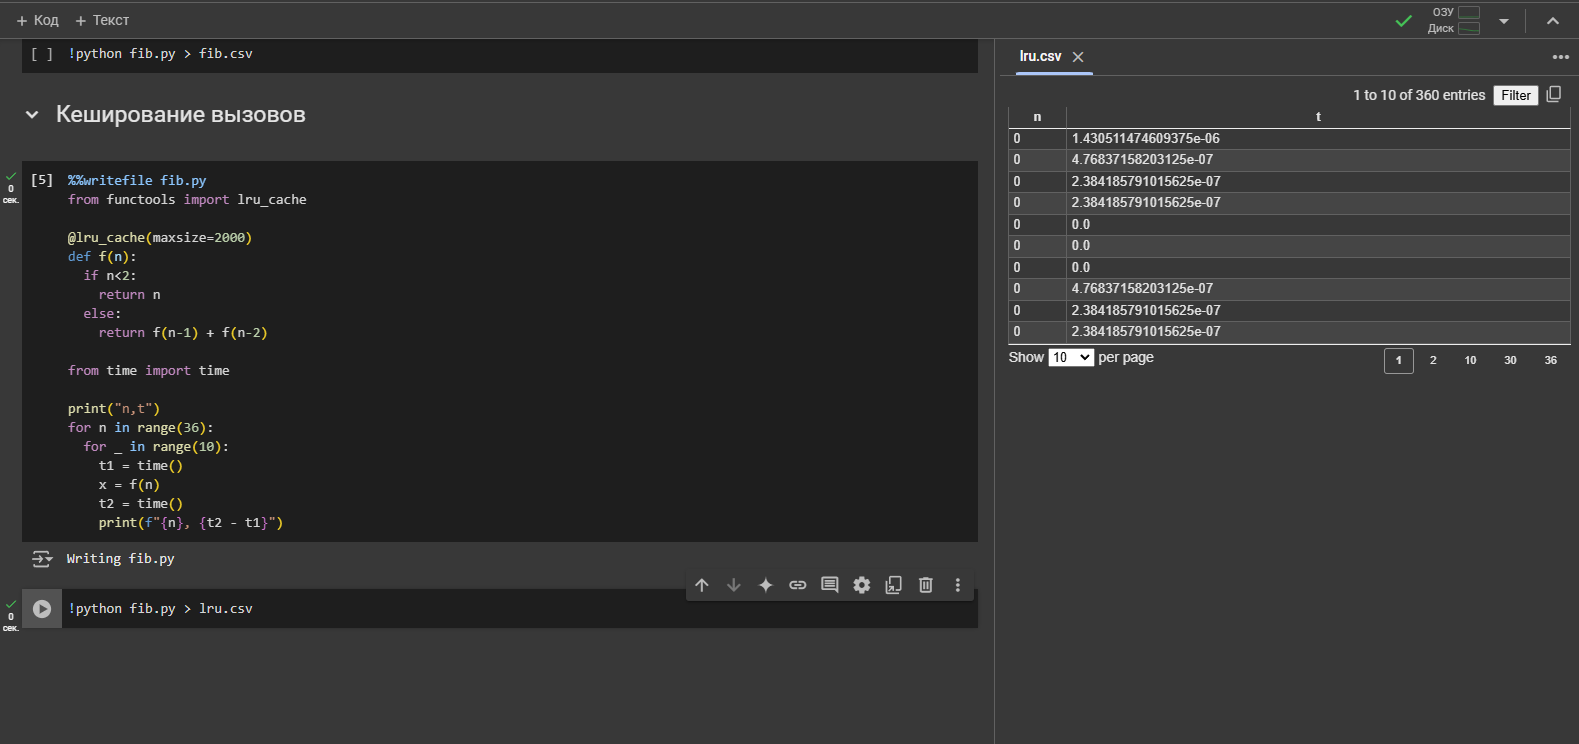 + Код + Текст
ОЗУ
Диск
[ ] !python fib.py > fib.csv
Кеширование вызовов
0
сек.
[5] %%writefile fib.py
from functools import lru_cache
@lru_cache(maxsize=2000)
def f(n):
if n<2:
return n
else:
return f(n-1) + f(n-2)
from time import time
print("n,t")
for n in range(36):
for _ in range(10):
t1 = time()
x = f(n)
t2 = time()
print(f"{n}, {t2 - t1}")
Writing fib.py
0
сек.
!python fib.py > lru.csv
lru.csv
1 to 10 of 360 entries Filter
n t
0 1.430511474609375e-06
0 4.76837158203125e-07
0 2.384185791015625e-07
0 2.384185791015625e-07
0 0.0
0 0.0
0 0.0
0 4.76837158203125e-07
0 2.384185791015625e-07
0 2.384185791015625e-07
Show 10 per page
1 2 10 30 36